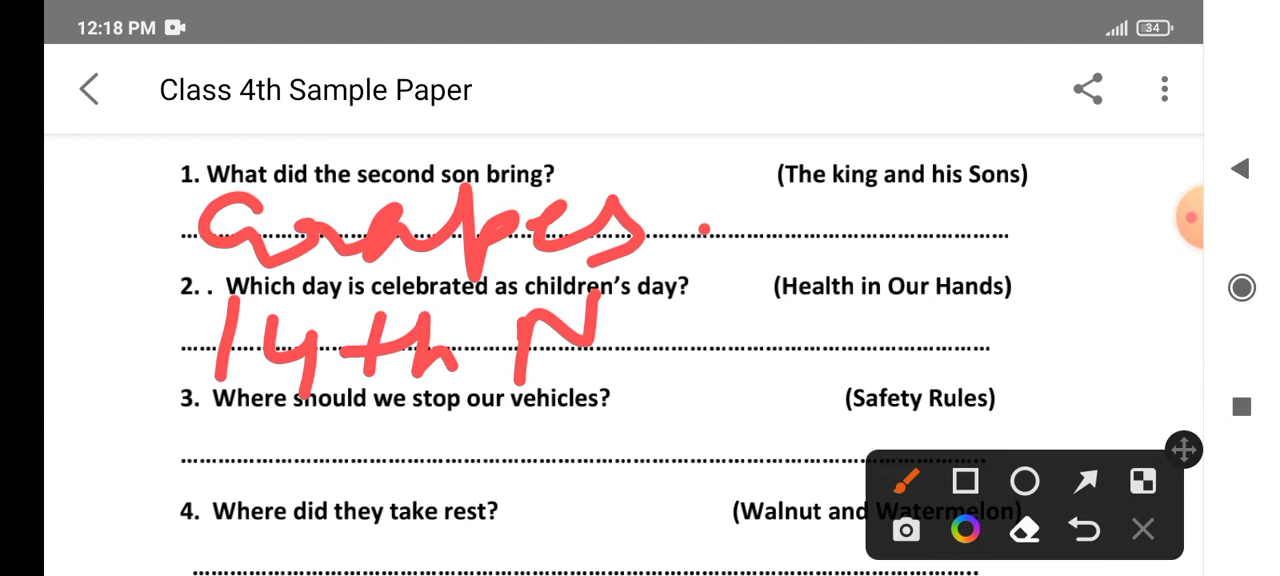 12:18 PM 34
Class 4th Sample Paper
1. What did the second son bring? (The king and his Sons)
Grapes .
2. . Which day is celebrated as children's day? (Health in Our Hands)
14th N
3. Where should we stop our vehicles? (Safety Rules)
4. Where did they take rest? (Walnut and Watermelon)